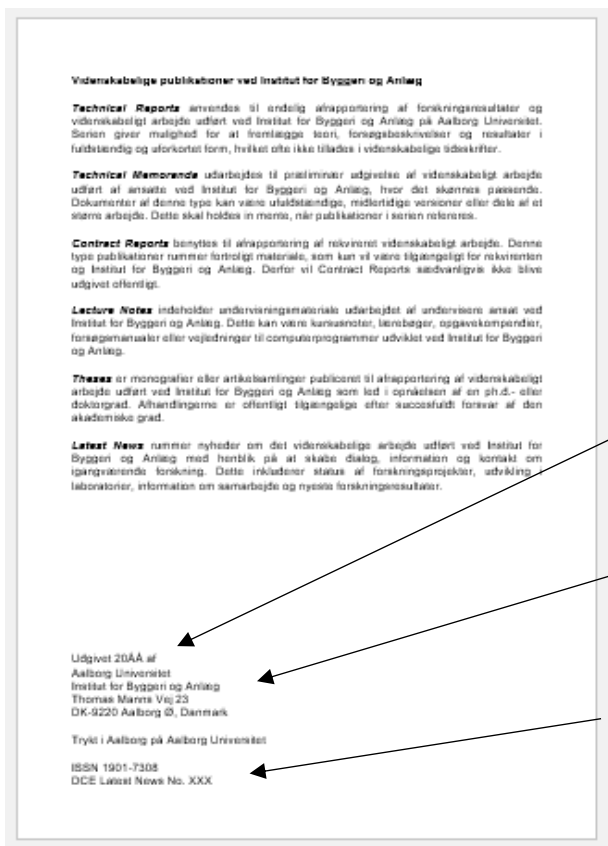 Videnskabelige publikationer ved Institut for Byggeri og Anlæg
Technical Reports anvendes til endelig afrapportering af forskningsresultater og
videnskabeligt arbejde udført ved Institut for Byggeri og Anlæg på Aalborg Universitet.
Serien giver mulighed for at fremlægge teori, forsøgsbeskrivelser og resultater i
fuldstændig og uforkortet form, hvilket ofte ikke tillades i videnskabelige tidsskrifter.
Technical Memoranda udarbejdes til præliminær udgivelse af videnskabeligt arbejde
udført af ansatte ved Institut for Byggeri og Anlæg, hvor det skønnes passende.
Dokumenter af denne type kan være ufuldstændige, midlertidige versioner eller dele af et
større arbejde. Dette skal holdes in mente, når publikationer i serien refereres.
Contract Reports benyttes til afrapportering af rekvireret videnskabeligt arbejde. Denne
type publikationer rummer fortroligt materiale, som kun vil være tilgængeligt for rekvirenten
og Institut for Byggeri og Anlæg. Derfor vil Contract Reports sædvanligvis ikke blive
udgivet offentligt.
Lecture Notes indeholder undervisningsmateriale udarbejdet af undervisere ansat ved
Institut for Byggeri og Anlæg. Dette kan være kursusnoter, lærebøger, opgavekompendier,
forsøgsmanualer eller vejledninger til computerprogrammer udviklet ved Institut for Byggeri
og Anlæg.
Theses er monografier eller artikelsamlinger publiceret til afrapportering af videnskabeligt
arbejde udført ved Institut for Byggeri og Anlæg som led i opnåelsen af en ph.d.- eller
doktorgrad. Afhandlingerne er offentligt tilgængelige efter succesfuldt forsvar af den
akademiske grad.
Latest News rummer nyheder om det videnskabelige arbejde udført ved Institut for
Byggeri og Anlæg med henblik på at skabe dialog, information og kontakt om
igangværende forskning. Dette inkluderer status af forskningsprojekter, udvikling i
laboratorier, information om samarbejde og nyeste forskningsresultater.
Udgivet 20ÅÅ af
Aalborg Universitet
Institut for Byggeri og Anlæg
Thomas Manns Vej 23
DK-9220 Aalborg Ø, Danmark
Trykt i Aalborg på Aalborg Universitet
ISSN 1901-7308
DCE Latest News No. XXX